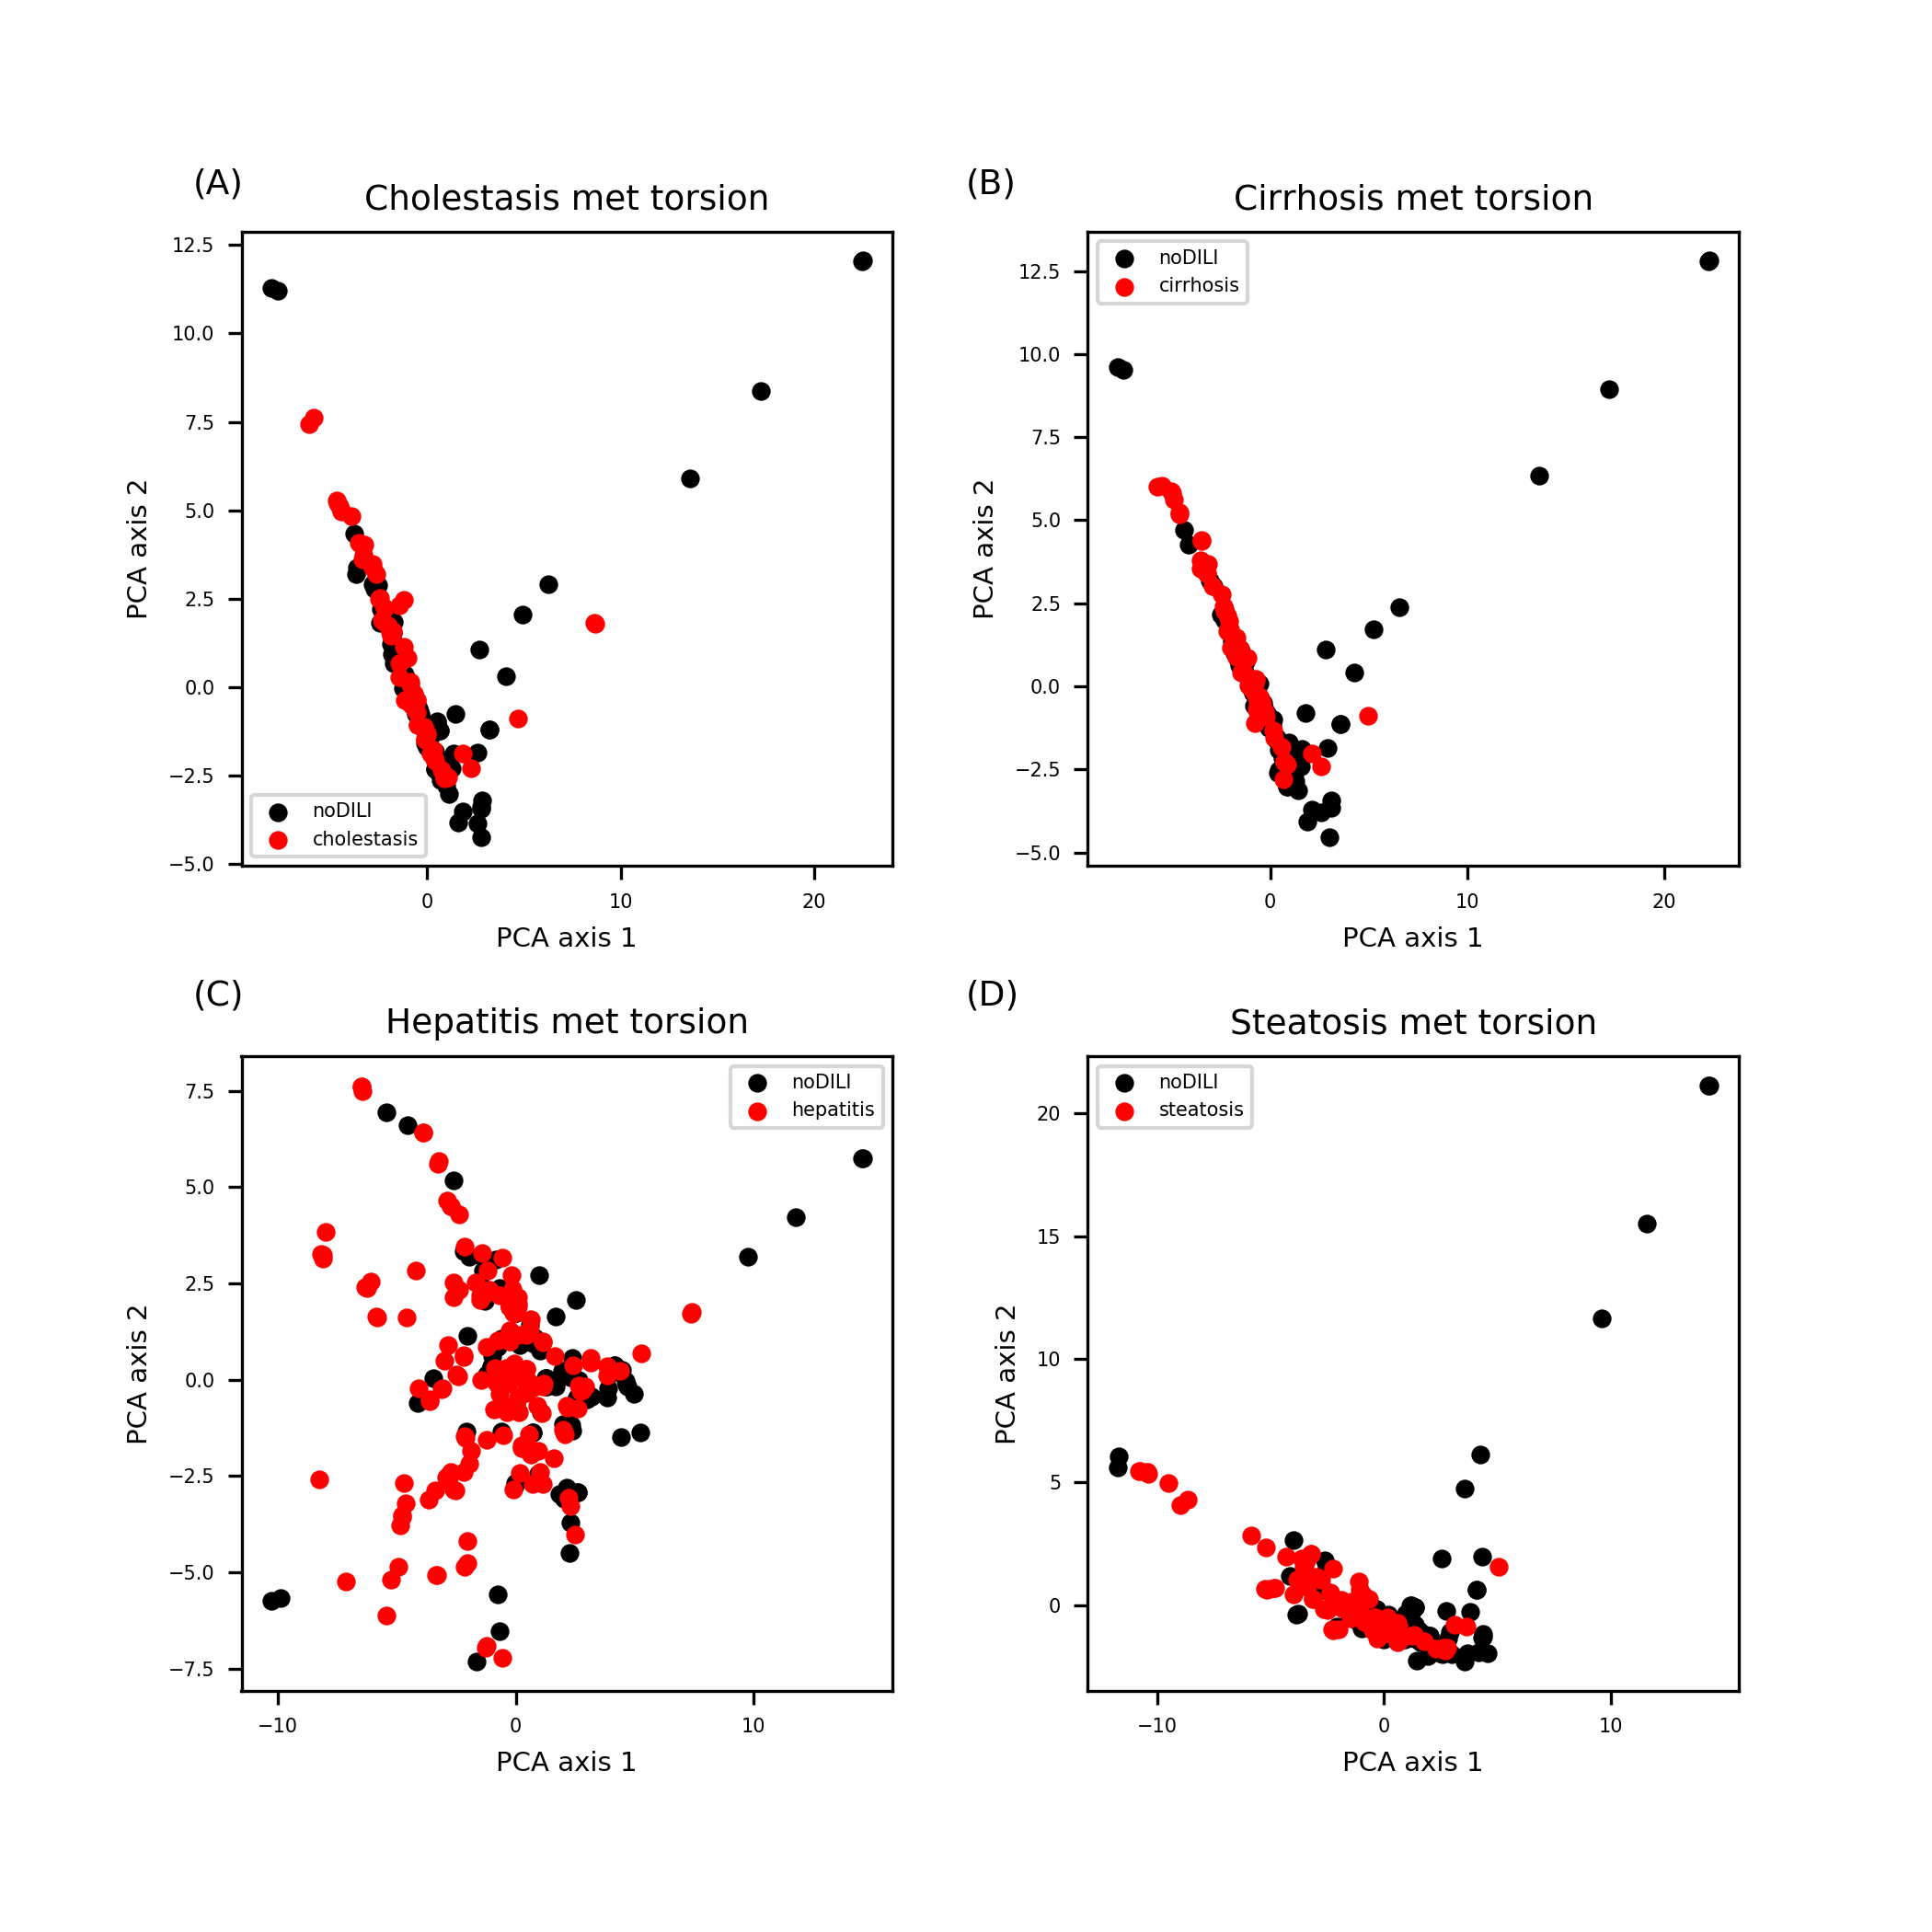 (A)
Cholestasis met torsion
12.5
10.0
7.5
5.0
2.5
0.0
−2.5
−5.0
PCA axis 2
noDILI
cholestasis
0 10 20
PCA axis 1
(B)
Cirrhosis met torsion
noDILI
cirrhosis
12.5
10.0
7.5
5.0
2.5
0.0
−2.5
−5.0
PCA axis 2
0 10 20
PCA axis 1
(C)
Hepatitis met torsion
noDILI
hepatitis
7.5
5.0
2.5
0.0
−2.5
−5.0
−7.5
PCA axis 2
−10 0 10
PCA axis 1
(D)
Steatosis met torsion
noDILI
steatosis
20
15
10
5
0
PCA axis 2
−10 0 10
PCA axis 1